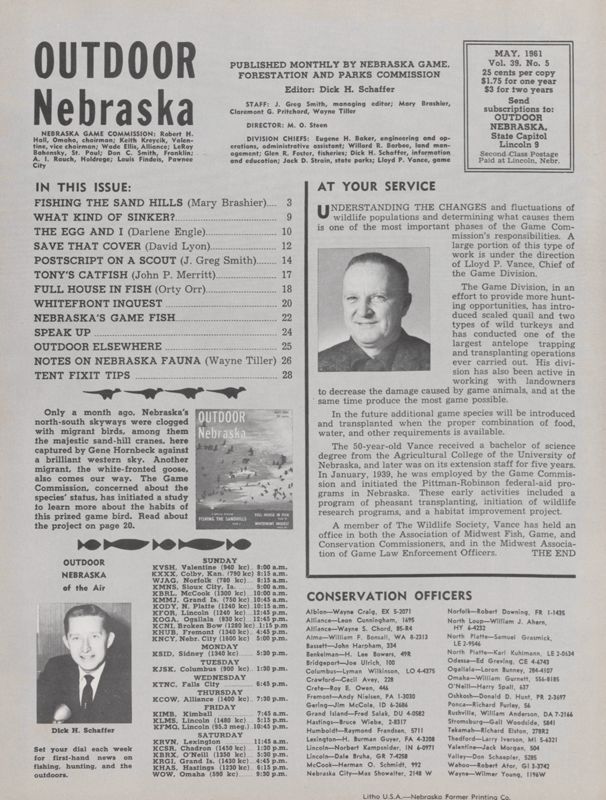 OUTDOOR
Nebraska
NEBRASKA GAME COMMISSION: Robert H.
Hall, Omaha, chairman; Keith Kreycik, Valen-
tine, vice chairman; Wade Ellis, Alliance; LeRoy
Bahensky, St. Paul; Don C. Smith, Franklin;
A. I. Rauch, Holdrege; Louis Findeis, Pawnee
City
PUBLISHED MONTHLY BY NEBRASKA GAME,
FORESTATION AND PARKS COMMISSION
Editor: Dick H. Schaffer
STAFF: J. Greg Smith, managing editor; Mary Brashier,
Claremont G. Pritchard, Wayne Tiller
DIRECTOR: M. O. Steen
DIVISION CHIEFS: Eugene H. Baker, engineering and op-
erations, administrative assistant; Willard R. Barbee, land man-
agement; Glen R. Foster, fisheries; Dick H. Schaffer, information
and education; Jack D. Strain, state parks; Lloyd P. Vance, game
MAY, 1961
Vol. 39, No. 5
25 cents per copy
$1.75 for one year
$3 for two years
Send
subscriptions to:
OUTDOOR
NEBRASKA,
State Capitol
Lincoln 9
Second-Class Postage
Paid at Lincoln, Nebr.
IN THIS ISSUE:
FISHING THE SAND HILLS (Mary Brashier).... 3
WHAT KIND OF SINKER?.... 9
THE EGG AND I (Darlene Engle).... 10
SAVE THAT COVER (David Lyon).... 12
POSTSCRIPT ON A SCOUT (J. Greg Smith).... 14
TONY'S CATFISH (John P. Merritt).... 17
FULL HOUSE IN FISH (Orty Orr).... 18
WHITEFRONT INQUEST .... 20
NEBRASKA'S GAME FISH.... 22
SPEAK UP .... 24
OUTDOOR ELSEWHERE .... 25
NOTES ON NEBRASKA FAUNA (Wayne Tiller) 26
TENT FIXIT TIPS .... 28
Only a month ago, Nebraska's
north-south skyways were clogged
with migrant birds, among them
the majestic sand-hill cranes, here
captured by Gene Hornbeck against
a brilliant western sky. Another
migrant, the white-fronted goose,
also comes our way. The Game
Commission, concerned about the
species' status, has initiated a study
to learn more about the habits of
this prized game bird. Read about
the project on page 20.
OUTDOOR
Nebraska
FISHING THE SANDHILLS
FULL HOUSE IN FISH
WHITEFRONT INQUEST
OUTDOOR
NEBRASKA
of the Air
Dick H. Schaffer
Set your dial each week
for first-hand news on
fishing, hunting, and the
outdoors.
SUNDAY
KVSH, Valentine (940 kc).. 8:00 a.m.
KXXX, Colby, Kan. (790 kc) 8:15 a.m.
WJAG, Norfolk (780 kc)... 8:15 a.m.
KMNS, Sioux City, Ia. ..... 9:00 a.m.
KBRL, McCook (1300 kc) 10:00 a.m.
KMMJ, Grand Is. (750 kc) 10:45 a.m.
KODY, N. Platte (1240 kc) 10:15 a.m.
KFOR, Lincoln (1240 kc)..12:45 p.m.
KOGA, Ogallala (930 kc)..12:45 p.m.
KCNI, Broken Bow (1280 kc) 1:15 p.m
KHUB, Fremont (1340 kc).. 4:45 p.m.
KNCY, Nebr. City (1600 kc) 5:00 p.m.
MONDAY
KSID, Sidney (1340 kc).... 5:30 p.m.
TUESDAY
KJSK, Columbus (900 kc).. 1:30 p.m.
WEDNESDAY
KTNC, Falls City ........ 6:45 p.m.
THURSDAY
KCOW, Alliance (1400 kc).. 7:30 p.m.
FRIDAY
KIMB, Kimball ........ 7:45 a.m.
KLMS, Lincoln (1480 kc).. 5:15 p.m.
KFMQ, Lincoln (95.3 meg.) 10:45 p.m.
SATURDAY
KRVN, Lexington ........ 11:45 a.m.
KCSR, Chadron (1450 kc).. 1:30 p.m.
KBRX, O'Neill (1350 kc).. 5:30 p.m.
KRGI, Grand Is. (1430 kc).. 4:45 p.m.
KHAS, Hastings (1230 kc).. 6:15 p.m.
WOW, Omaha (590 kc)..... 9:30 p.m.
AT YOUR SERVICE
UNDERSTANDING THE CHANGES and fluctuations of
wildlife populations and determining what causes them
is one of the most important phases of the Game Com-
mission's responsibilities. A
large portion of this type of
work is under the direction
of Lloyd P. Vance, Chief of
the Game Division.
The Game Division, in an
effort to provide more hunt-
ing opportunities, has intro-
duced scaled quail and two
types of wild turkeys and
has conducted one of the
largest antelope trapping
and transplanting operations
ever carried out. His divi-
sion has also been active in
working with landowners
to decrease the damage caused by game animals, and at the
same time produce the most game possible.
In the future additional game species will be introduced
and transplanted when the proper combination of food,
water, and other requirements is available.
The 50-year-old Vance received a bachelor of science
degree from the Agricultural College of the University of
Nebraska, and later was on its extension staff for five years.
In January, 1939, he was employed by the Game Commis-
sion and initiated the Pittman-Robinson federal-aid pro-
grams in Nebraska. These early activities included a
program of pheasant transplanting, initiation of wildlife
research programs, and a habitat improvement project.
A member of The Wildlife Society, Vance has held an
office in both the Association of Midwest Fish, Game, and
Conservation Commissioners, and in the Midwest Associa-
tion of Game Law Enforcement Officers. THE END
CONSERVATION OFFICERS
Albion—Wayne Craig, EX 5-2071
Alliance—Leon Cunningham, 1695
Alliance—Wayne S. Chord, 85-R4
Alma—William F. Bonsall, WA 8-2313
Bassett—John Harpham, 334
Benkelman—H. Lee Bowers, 49R
Bridgeport—Joe Ulrich, 100
Columbus—Lyman Wilkinson, LO 4-4375
Crawford—Cecil Avey, 228
Crete—Roy E. Owen, 446
Fremont—Andy Nielsen, PA 1-3030
Gering—Jim McCole, ID 6-2686
Grand Island—Fred Salak, DU 4-0582
Hastings—Bruce Wiebe, 2-8317
Humboldt—Raymond Frandsen, 5711
Lexington—H. Burman Guyer, FA 4-3208
Lincoln—Norbert Kampsnider, IN 6-0971
Lincoln—Dale Bruha, GR 7-4258
McCook—Herman O. Schmidt, 992
Nebraska City—Max Showalter, 2148 W
Norfolk—Robert Downing, FR 1-1435
North Loup—William J. Ahern,
HY 6-4232
North Platte—Samuel Grasmick,
LE 2-9546
North Platte—Karl Kuhlmann, LE 2-0634
Odessa—Ed Greving, CE 4-6743
Ogallala—Loron Bunney, 284-4107
Omaha—William Gurnett, 556-8185
O'Neill—Harry Spall, 637
Oshkosh—Donald D. Hunt, PR 2-3697
Ponca—Richard Furley, 56
Rushville, William Anderson, DA 7-2166
Stromsburg—Gail Woodside, 5841
Tekamah—Richard Elston, 278R2
Thedford—Larry Iverson, MI 5-6321
Valentine—Jack Morgan, 504
Valley—Don Schaepler, 5285
Wahoo—Robert Ator, GI 3-3742
Wayne—Wilmer Young, 1196W
Litho U.S.A.—Nebraska Farmer Printing Co.